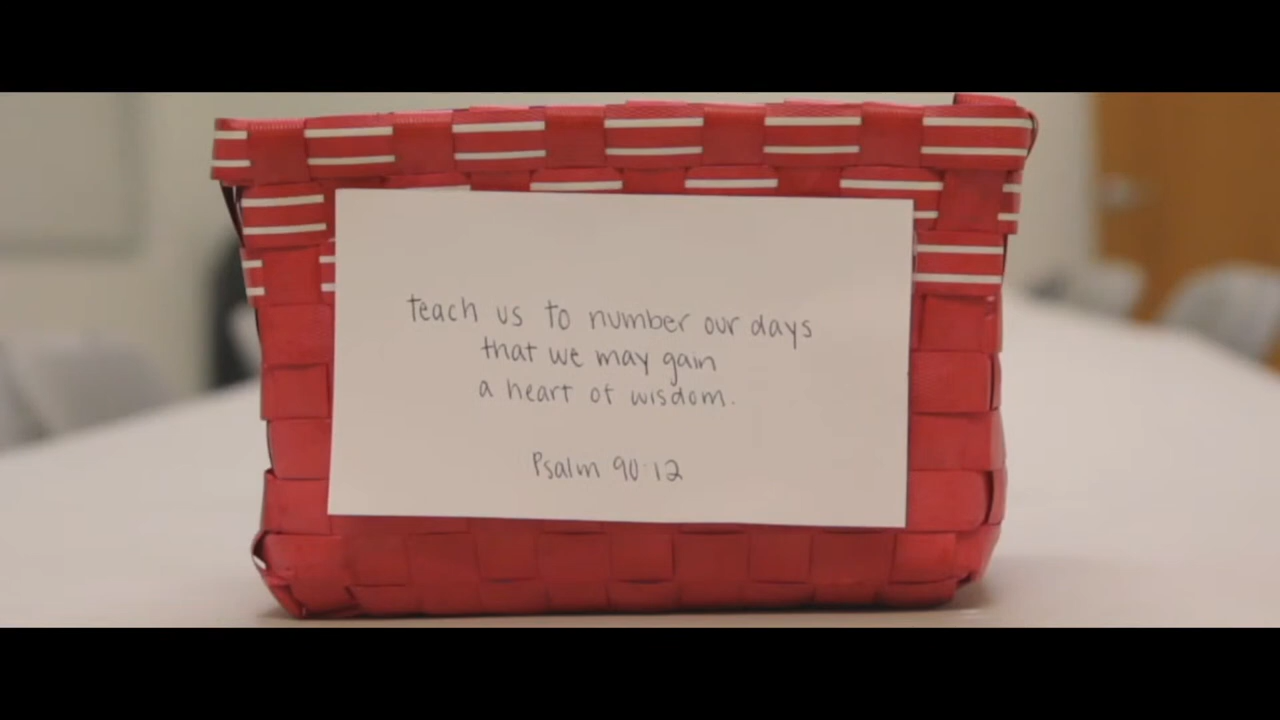 teach us to number our days
that we may gain
a heart of wisdom.
Psalm 90:12